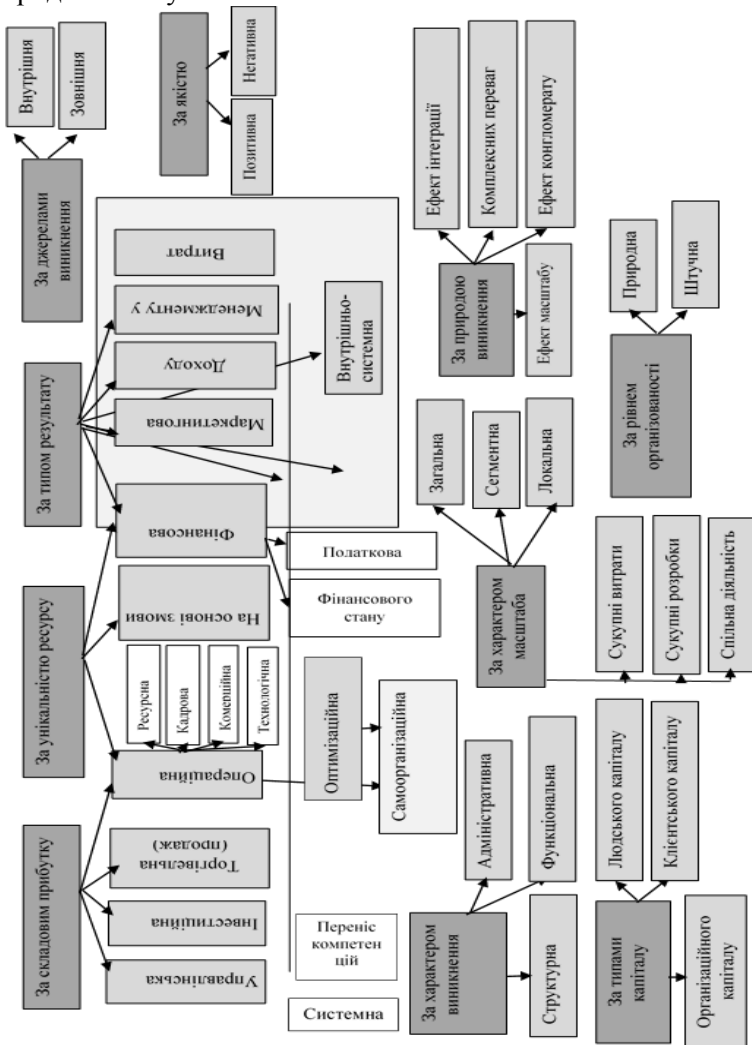 За складовим прибутку
За унікальністю ресурсу
За типом результату
За джерелами
виникнення
Внутрішня
Зовнішня
Управлінська
Інвестиційна
Торгівельна
(продаж)
Операційна
Ресурсна
Кадрова
Комерційна
Технологічна
На основі змови
Фінансова
Маркетингова
Доходу
Менеджменту у
Витрат
За якістю
Позитивна
Негативна
Системна
Переніс
компетен
цій
Оптимізаційна
Самоорганізаційна
Фінансового
стану
Податкова
Внутрішньо-
системна
За характером
виникнення
Структурна
Адміністративна
Функціональна
За характером
масштаба
Загальна
Сегментна
Локальна
Сукупні витрати
Сукупні розробки
Спільна діяльність
За природою
виникнення
Ефект масштабу
Ефект інтеграції
Комплексних переваг
Ефект конгломерату
За типами
капіталу
Організаційного
капіталу
Людського капіталу
Клієнтського капіталу
За рівнем
організованості
Природна
Штучна